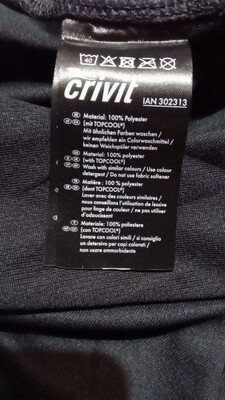 40
crivit
IAN 302313
Material: 100% Polyester
(mit TOPCOOL®)
Mit ähnlichen Farben waschen /
wir empfehlen ein Colorwaschmittel /
keinen Weichspüler verwenden
Material: 100% polyester
(with TOPCOOL®)
Wash with similar colours / Use colour
detergent / Do not use fabric softener
Matière : 100% polyester
(dont TOPCOOL®)
Laver avec des couleurs similaires /
nous conseillons l'utilisation de lessive
pour linge de couleur / ne pas utiliser
d'adoucissant
Materiale: 100% poliestere
(con TOPCOOL®)
Lavare con colori simili / si consiglia
un detersivo per capi colorati /
non usare ammorbidente